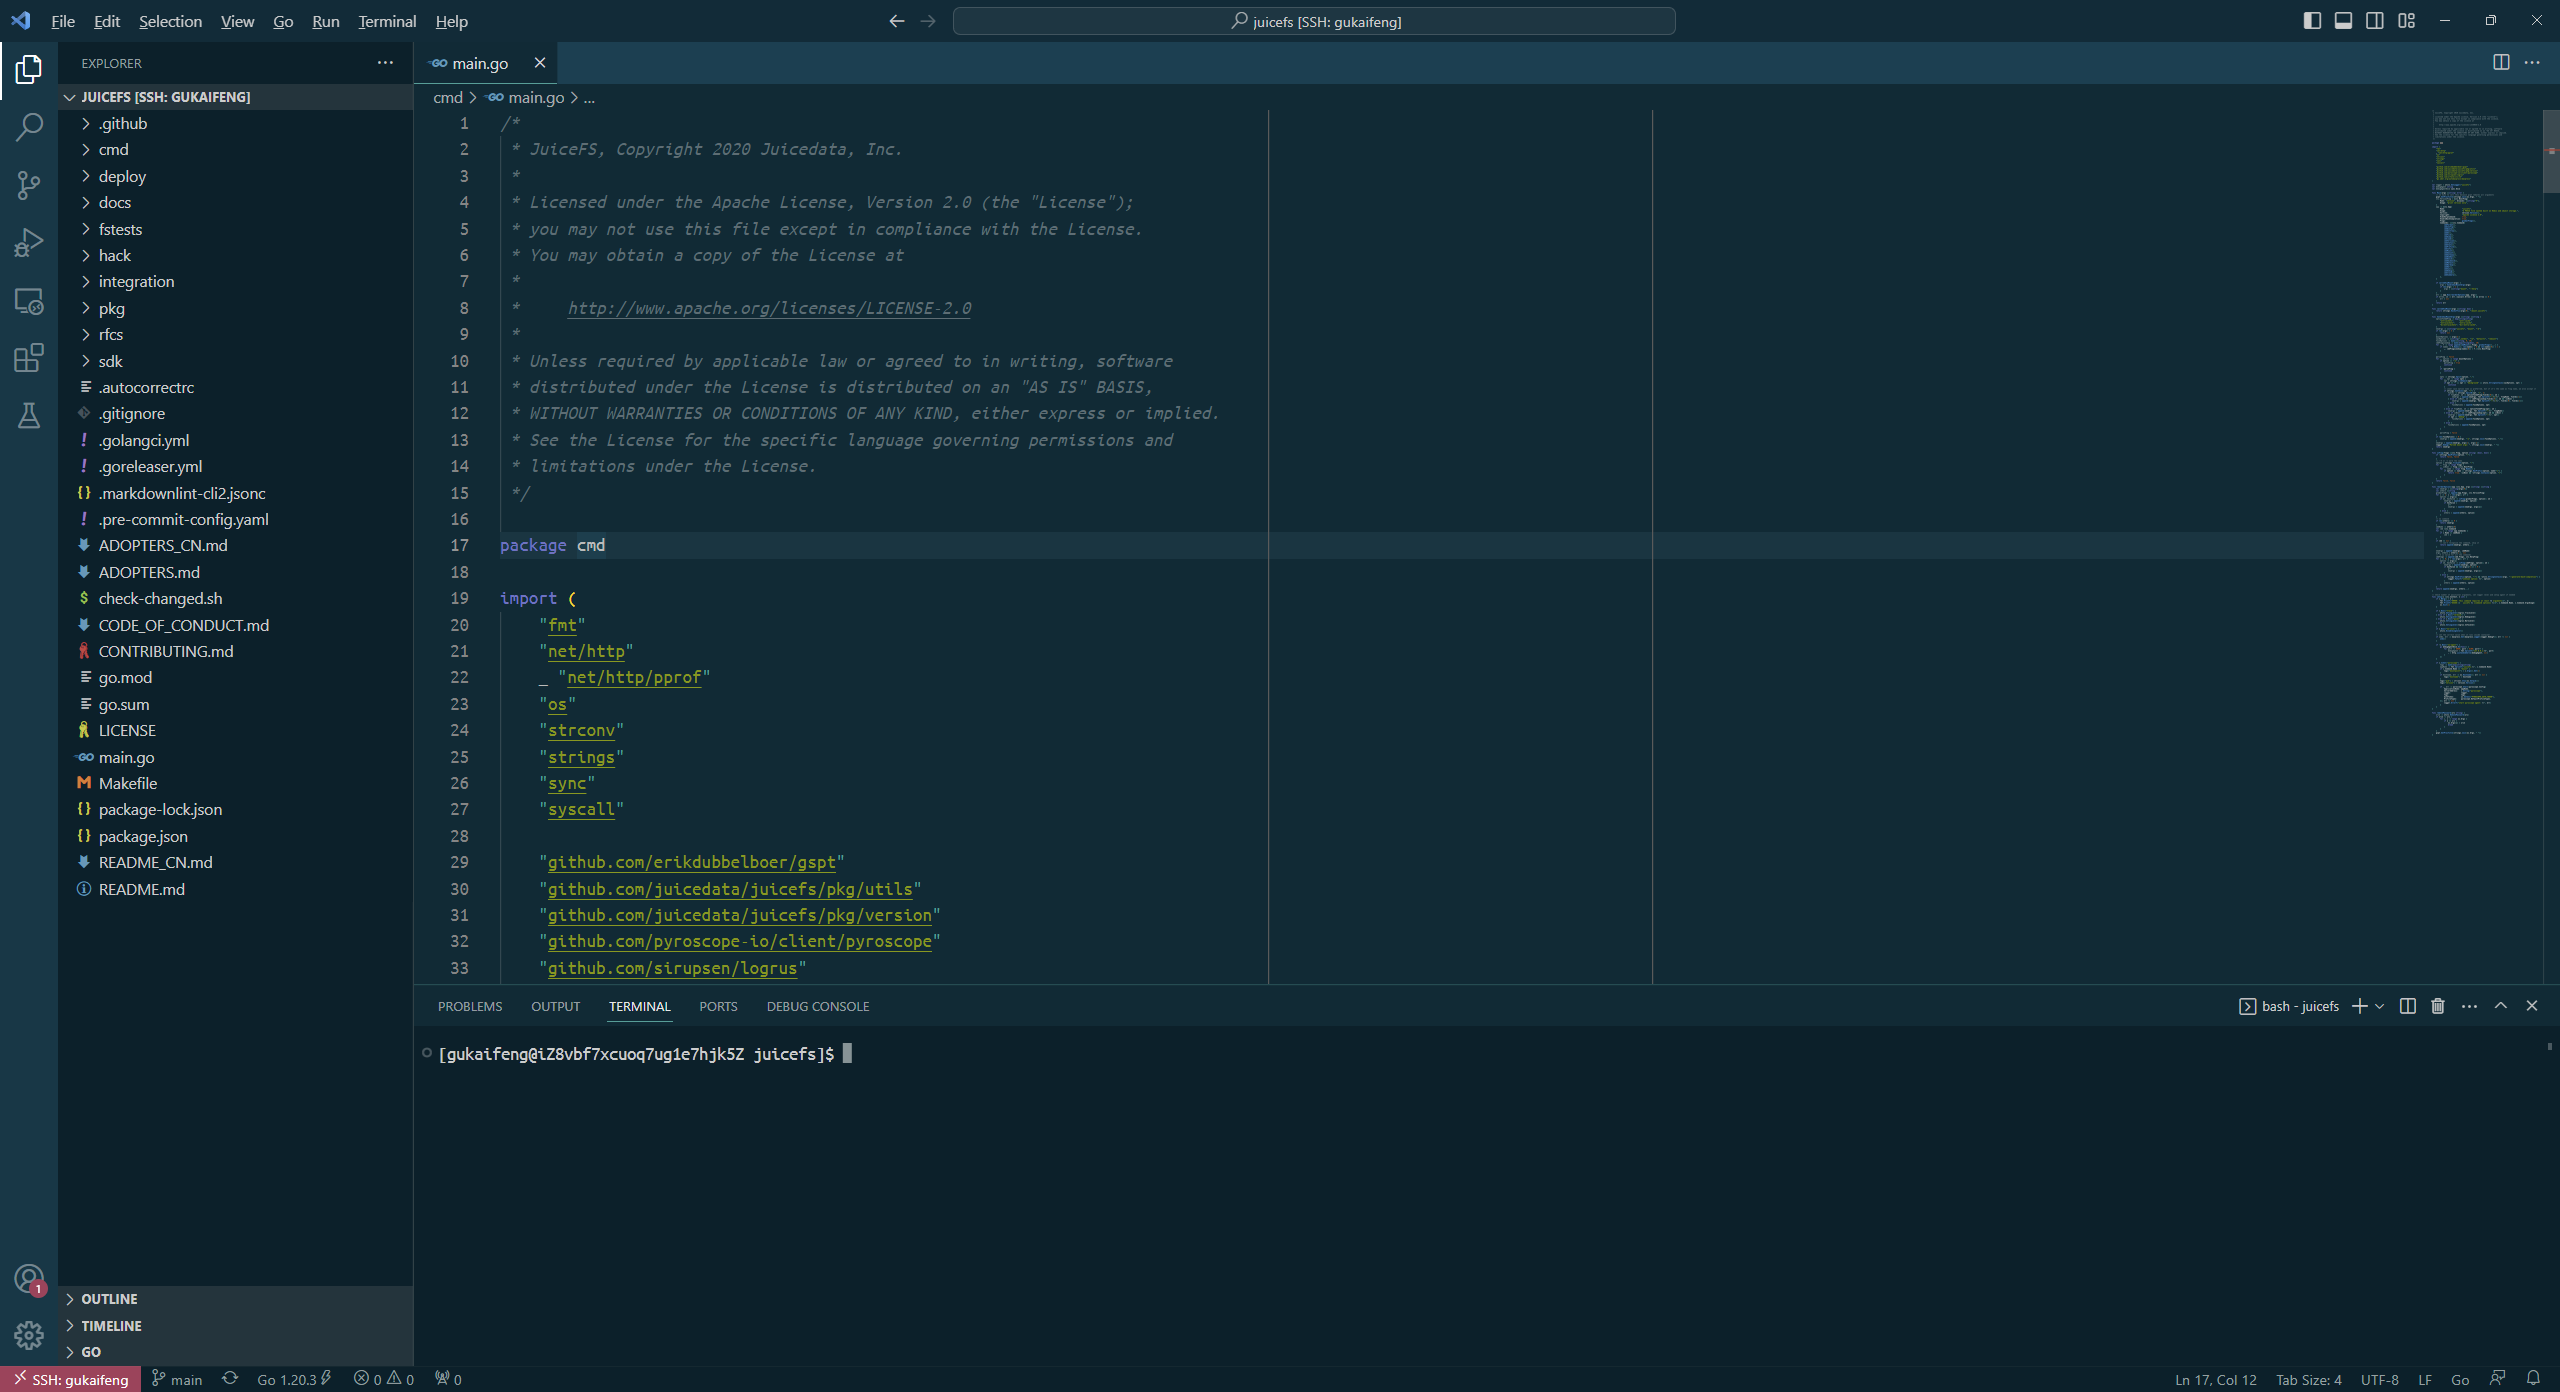 File Edit Selection View Go Run Terminal Help
juicefs [SSH: gukaifeng]
EXPLORER
JUICEFS [SSH: GUKAIFENG]
.github
cmd
deploy
docs
fstests
hack
integration
pkg
rfcs
sdk
.autocorrectrc
.gitignore
.golangci.yml
.goreleaser.yml
.markdownlint-cli2.jsonc
.pre-commit-config.yaml
ADOPTERS_CN.md
ADOPTERS.md
check-changed.sh
CODE_OF_CONDUCT.md
CONTRIBUTING.md
go.mod
go.sum
LICENSE
main.go
Makefile
package-lock.json
package.json
README_CN.md
README.md
OUTLINE
TIMELINE
GO
main.go
cmd > main.go > ...
1 /*
2 * JuiceFS, Copyright 2020 Juicedata, Inc.
3 *
4 * Licensed under the Apache License, Version 2.0 (the "License");
5 * you may not use this file except in compliance with the License.
6 * You may obtain a copy of the License at
7 *
8 *     http://www.apache.org/licenses/LICENSE-2.0
9 *
10 * Unless required by applicable law or agreed to in writing, software
11 * distributed under the License is distributed on an "AS IS" BASIS,
12 * WITHOUT WARRANTIES OR CONDITIONS OF ANY KIND, either express or implied.
13 * See the License for the specific language governing permissions and
14 * limitations under the License.
15 */
16
17 package cmd
18
19 import (
20 "fmt"
21 "net/http"
22 _ "net/http/pprof"
23 "os"
24 "strconv"
25 "strings"
26 "sync"
27 "syscall"
28
29 "github.com/erikdubbelboer/gspt"
30 "github.com/juicedata/juicefs/pkg/utils"
31 "github.com/juicedata/juicefs/pkg/version"
32 "github.com/pyroscope-io/client/pyroscope"
33 "github.com/sirupsen/logrus"
PROBLEMS OUTPUT TERMINAL PORTS DEBUG CONSOLE
bash - juicefs
[gukaifeng@iZ8vbf7xcuoq7ug1e7hjk5Z juicefs]$
1
SSH: gukaifeng main Go 1.20.3 0 0 0
Ln 17, Col 12 Tab Size: 4 UTF-8 LF Go